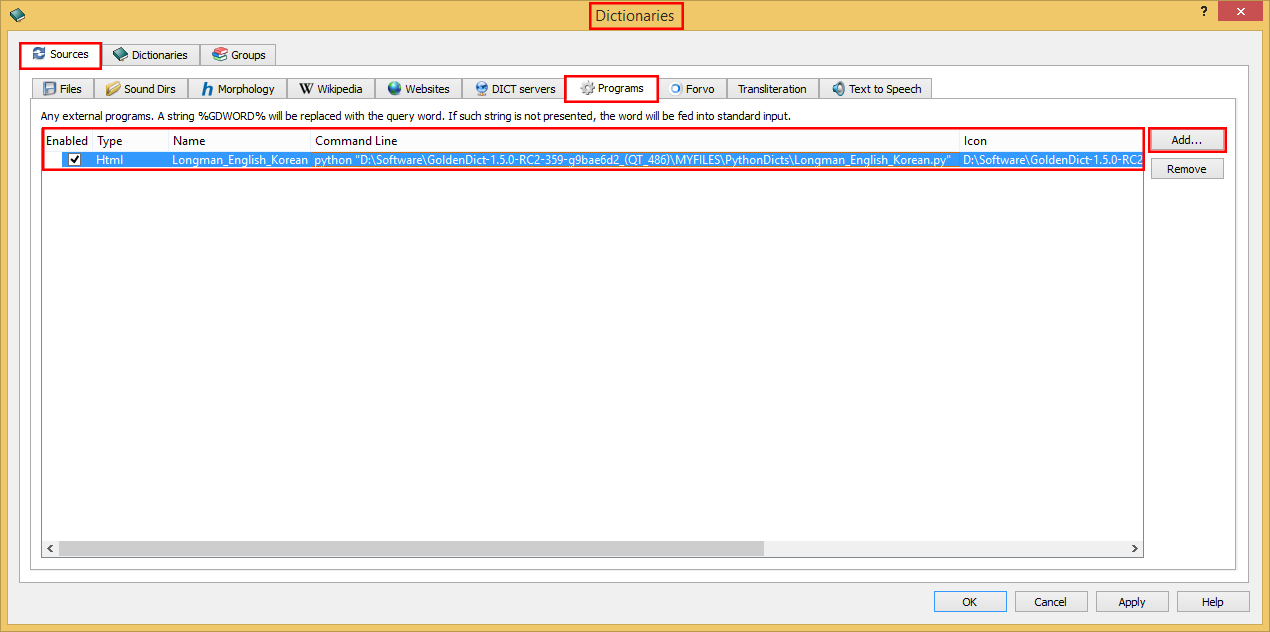 Dictionaries
?
Sources Dictionaries Groups
Files Sound Dirs Morphology Wikipedia Websites DICT servers Programs Forvo Transliteration Text to Speech
Any external programs. A string %GDWORD% will be replaced with the query word. If such string is not presented, the word will be fed into standard input.
Enabled Type Name Command Line Icon
Html Longman_English_Korean python "D:\Software\GoldenDict-1.5.0-RC2-359-g9bae6d2_(QT_486)\MYFILES\PythonDicts\Longman_English_Korean.py" D:\Software\GoldenDict-1.5.0-RC2
Add...
Remove
OK Cancel Apply Help